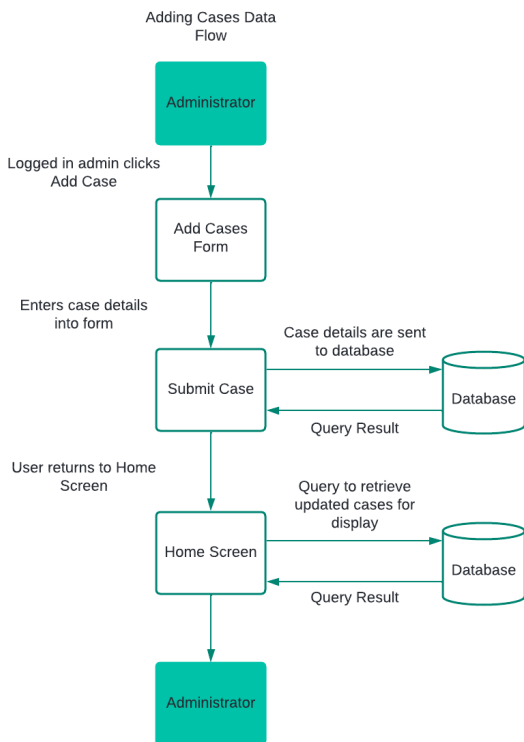 Adding Cases Data
Flow
Administrator
Logged in admin clicks
Add Case
Add Cases
Form
Enters case details
into form
Case details are sent
to database
Submit Case
Database
Query Result
User returns to Home
Screen
Query to retrieve
updated cases for
display
Home Screen
Database
Query Result
Administrator